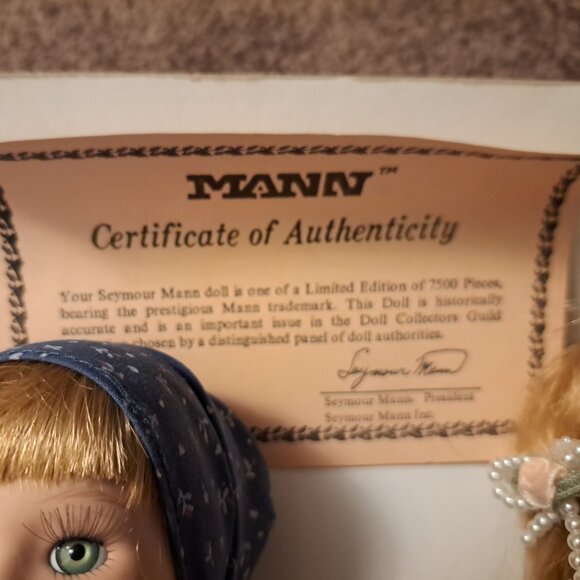 MANN™
Certificate of Authenticity
Your Seymour Mann doll is one of a Limited Edition of 7500 Pieces,
bearing the prestigious Mann trademark. This Doll is historically
accurate and is an important issue in the Doll Collectors Guild
chosen by a distinguished panel of doll authorities.
Seymour Mann
Seymour Mann, President
Seymour Mann Inc.